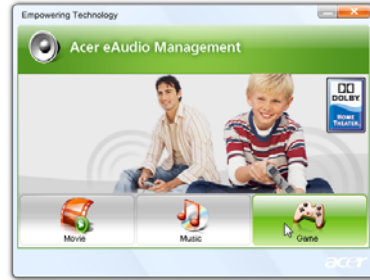 Empowering Technology
Acer eAudio Management
DOLBY
HOME
THEATER
Movie
Music
Game
acer